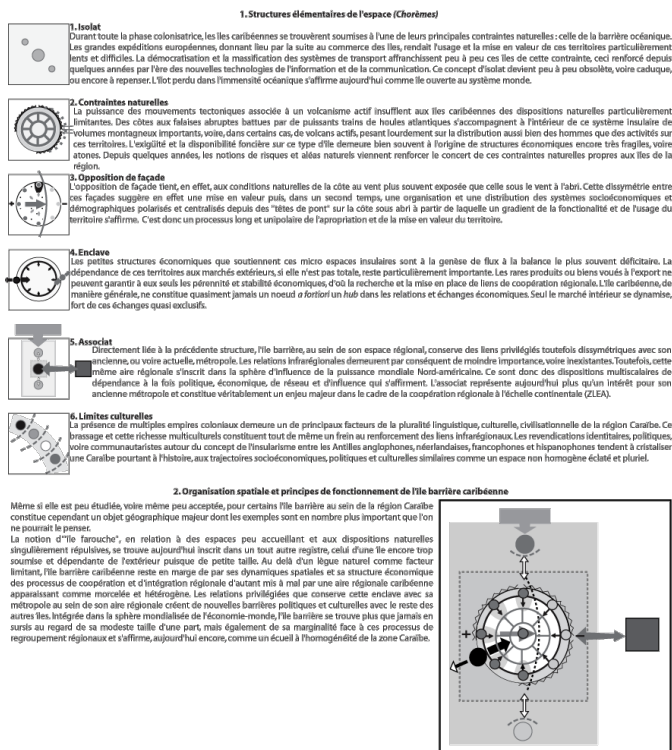 1. Structures élémentaires de l'espace (Chorèmes)
1. Isolat
Durant toute la phase colonisatrice, les îles caribéennes se trouvèrent soumises à l'une de leurs principales contraintes naturelles : celle de la barrière océanique.
Les grandes expéditions européennes, donnant lieu par la suite au commerce des îles, rendait l'usage et la mise en valeur de ces territoires particulièrement
lents et difficiles. La démocratisation et la massification des systèmes de transport affranchissent peu à peu ces îles de cette contrainte, ceci renforcé depuis
quelques années par l'ère des nouvelles technologies de l'information et de la communication. Ce concept d'isolat devient peu à peu obsolète, voire caduque,
ou encore à repenser. L'îlot perdu dans l'immensité océanique s'affirme aujourd'hui comme île ouverte au système monde.
2. Contraintes naturelles
La puissance des mouvements tectoniques associée à un volcanisme actif insufflent aux îles caribéennes des dispositions naturelles particulièrement
limitantes. Des côtes aux falaises abruptes battues par de puissants trains de houles atlantiques s'accompagnent à l'intérieur de ce système insulaire de
volumes montagneux importants, voire, dans certains cas, de volcans actifs, pesant lourdement sur la distribution aussi bien des hommes que des activités sur
ces territoires. L'exigüité et la disponibilité foncière sur ce type d'île demeure bien souvent à l'origine de structures économiques encore très fragiles, voire
atones. Depuis quelques années, les notions de risques et aléas naturels viennent renforcer le concert de ces contraintes naturelles propres aux îles de la
région.
3. Opposition de façade
L'opposition de façade tient, en effet, aux conditions naturelles de la côte au vent plus souvent exposée que celle sous le vent à l'abri. Cette dissymétrie entre
ces façades suggère en effet une mise en valeur puis, dans un second temps, une organisation et une distribution des systèmes socioéconomiques et
démographiques polarisés et centralisés depuis des "têtes de pont" sur la côte sous abri à partir de laquelle un gradient de la fonctionalité et de l'usage du
territoire s'affirme. C'est donc un processus long et unipolaire de l'apropriation et de la mise en valeur du territoire.
4. Enclave
Les petites structures économiques que soutiennent ces micro espaces insulaires sont à la genèse de flux à la balance le plus souvent déficitaire. La
dépendance de ces territoires aux marchés extérieurs, si elle n'est pas totale, reste particulièrement importante. Les rares produits ou biens voués à l'export ne
peuvent garantir à eux seuls les pérennité et stabilité économiques, d'où la recherche et la mise en place de liens de coopération régionale. L'île caribéenne, de
manière générale, ne constitue quasiment jamais un noeud a fortiori un hub dans les relations et échanges économiques. Seul le marché intérieur se dynamise,
fort de ces échanges quasi exclusifs.
5. Associat
Directement liée à la précédente structure, l'île barrière, au sein de son espace régional, conserve des liens privilégiés toutefois dissymétriques avec son
ancienne, ou voire actuelle, métropole. Les relations infrarégionales demeurent par conséquent de moindre importance, voire inexistantes. Toutefois, cette
même aire régionale s'inscrit dans la sphère d'influence de la puissance mondiale Nord-américaine. Ce sont donc des dispositions multiscalaires de
dépendance à la fois politique, économique, de réseau et d'influence qui s'affirment. L'associat représente aujourd'hui plus qu'un intérêt pour son
ancienne métropole et constitue véritablement un enjeu majeur dans le cadre de la coopération régionale à l'échelle continentale (ZLEA).
6. Limites culturelles
La présence de multiples empires coloniaux demeure un de principaux facteurs de la pluralité linguistique, culturelle, civilisationnelle de la région Caraïbe. Ce
brassage et cette richesse multiculturels constituent tout de même un frein au renforcement des liens infrarégionaux. Les revendications identitaires, politiques,
voire communautaristes autour du concept de l'insularisme entre les Antilles anglophones, néerlandaises, francophones et hispanophones tendent à cristaliser
une Caraïbe pourtant à l'histoire, aux trajectoires socioéconomiques, politiques et culturelles similaires comme un espace non homogène éclaté et pluriel.
2. Organisation spatiale et principes de fonctionnement de l'île barrière caribéenne
Même si elle est peu étudiée, voire même peu acceptée, pour certains l'île barrière au sein de la région Caraïbe
constitue cependant un objet géographique majeur dont les exemples sont en nombre plus important que l'on
ne pourrait le penser.
La notion d'"île farouche", en relation à des espaces peu accueillant et aux dispositions naturelles
singulièrement répulsives, se trouve aujourd'hui inscrit dans un tout autre registre, celui d'une île encore trop
soumise et dépendante de l'extérieur puisque de petite taille. Au delà d'un lègue naturel comme facteur
limitant, l'île barrière caribéenne reste en marge de par ses dynamiques spatiales et sa structure économique
des processus de coopération et d'intégration régionale d'autant mis à mal par une aire régionale caribéenne
apparaissant comme morcelée et hétérogène. Les relations privilégiées que conserve cette enclave avec sa
métropole au sein de son aire régionale créent de nouvelles barrières politiques et culturelles avec le reste des
autres îles. Intégrée dans la sphère mondialisée de l'économie-monde, l'île barrière se trouve plus que jamais en
sursis au regard de sa modeste taille d'une part, mais également de sa marginalité face à ces processus de
regroupement régionaux et s'affirme, aujourd'hui encore, comme un écueil à l'homogénéité de la zone Caraïbe.